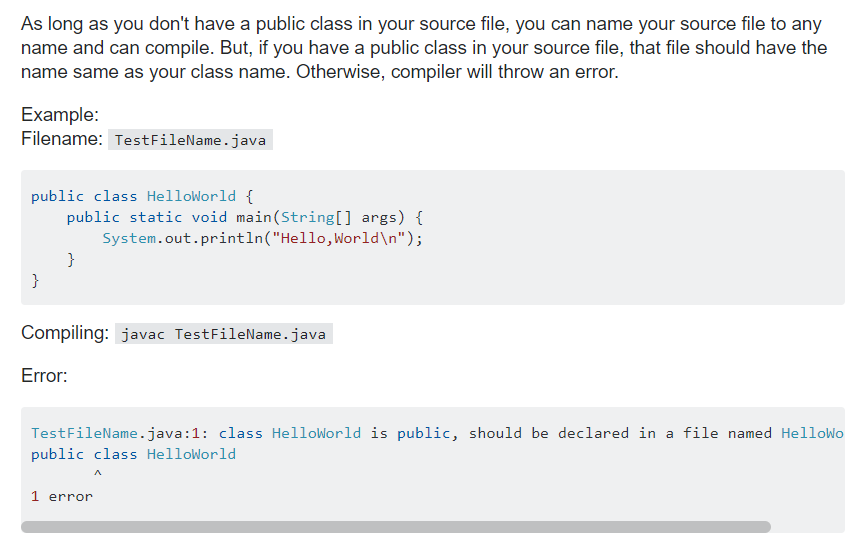 As long as you don't have a public class in your source file, you can name your source file to any
name and can compile. But, if you have a public class in your source file, that file should have the
name same as your class name. Otherwise, compiler will throw an error.
Example:
Filename: TestFileName.java
public class HelloWorld {
    public static void main(String[] args) {
        System.out.println("Hello,World\n");
    }
}
Compiling: javac TestFileName.java
Error:
TestFileName.java:1: class HelloWorld is public, should be declared in a file named HelloWo
public class HelloWorld
       ^
1 error